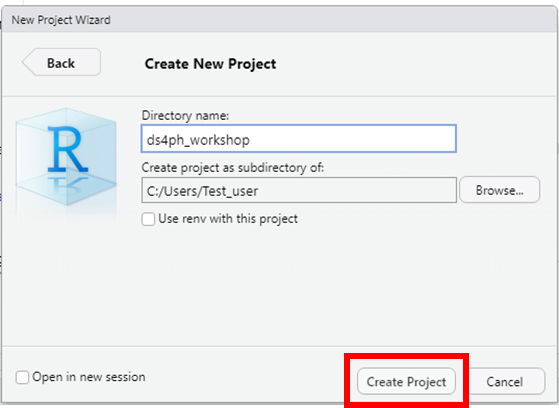 New Project Wizard
Back
Create New Project
R
Directory name:
ds4ph_workshop
Create project as subdirectory of:
C:/Users/Test_user
Browse...
Use renv with this project
Open in new session
Create Project
Cancel